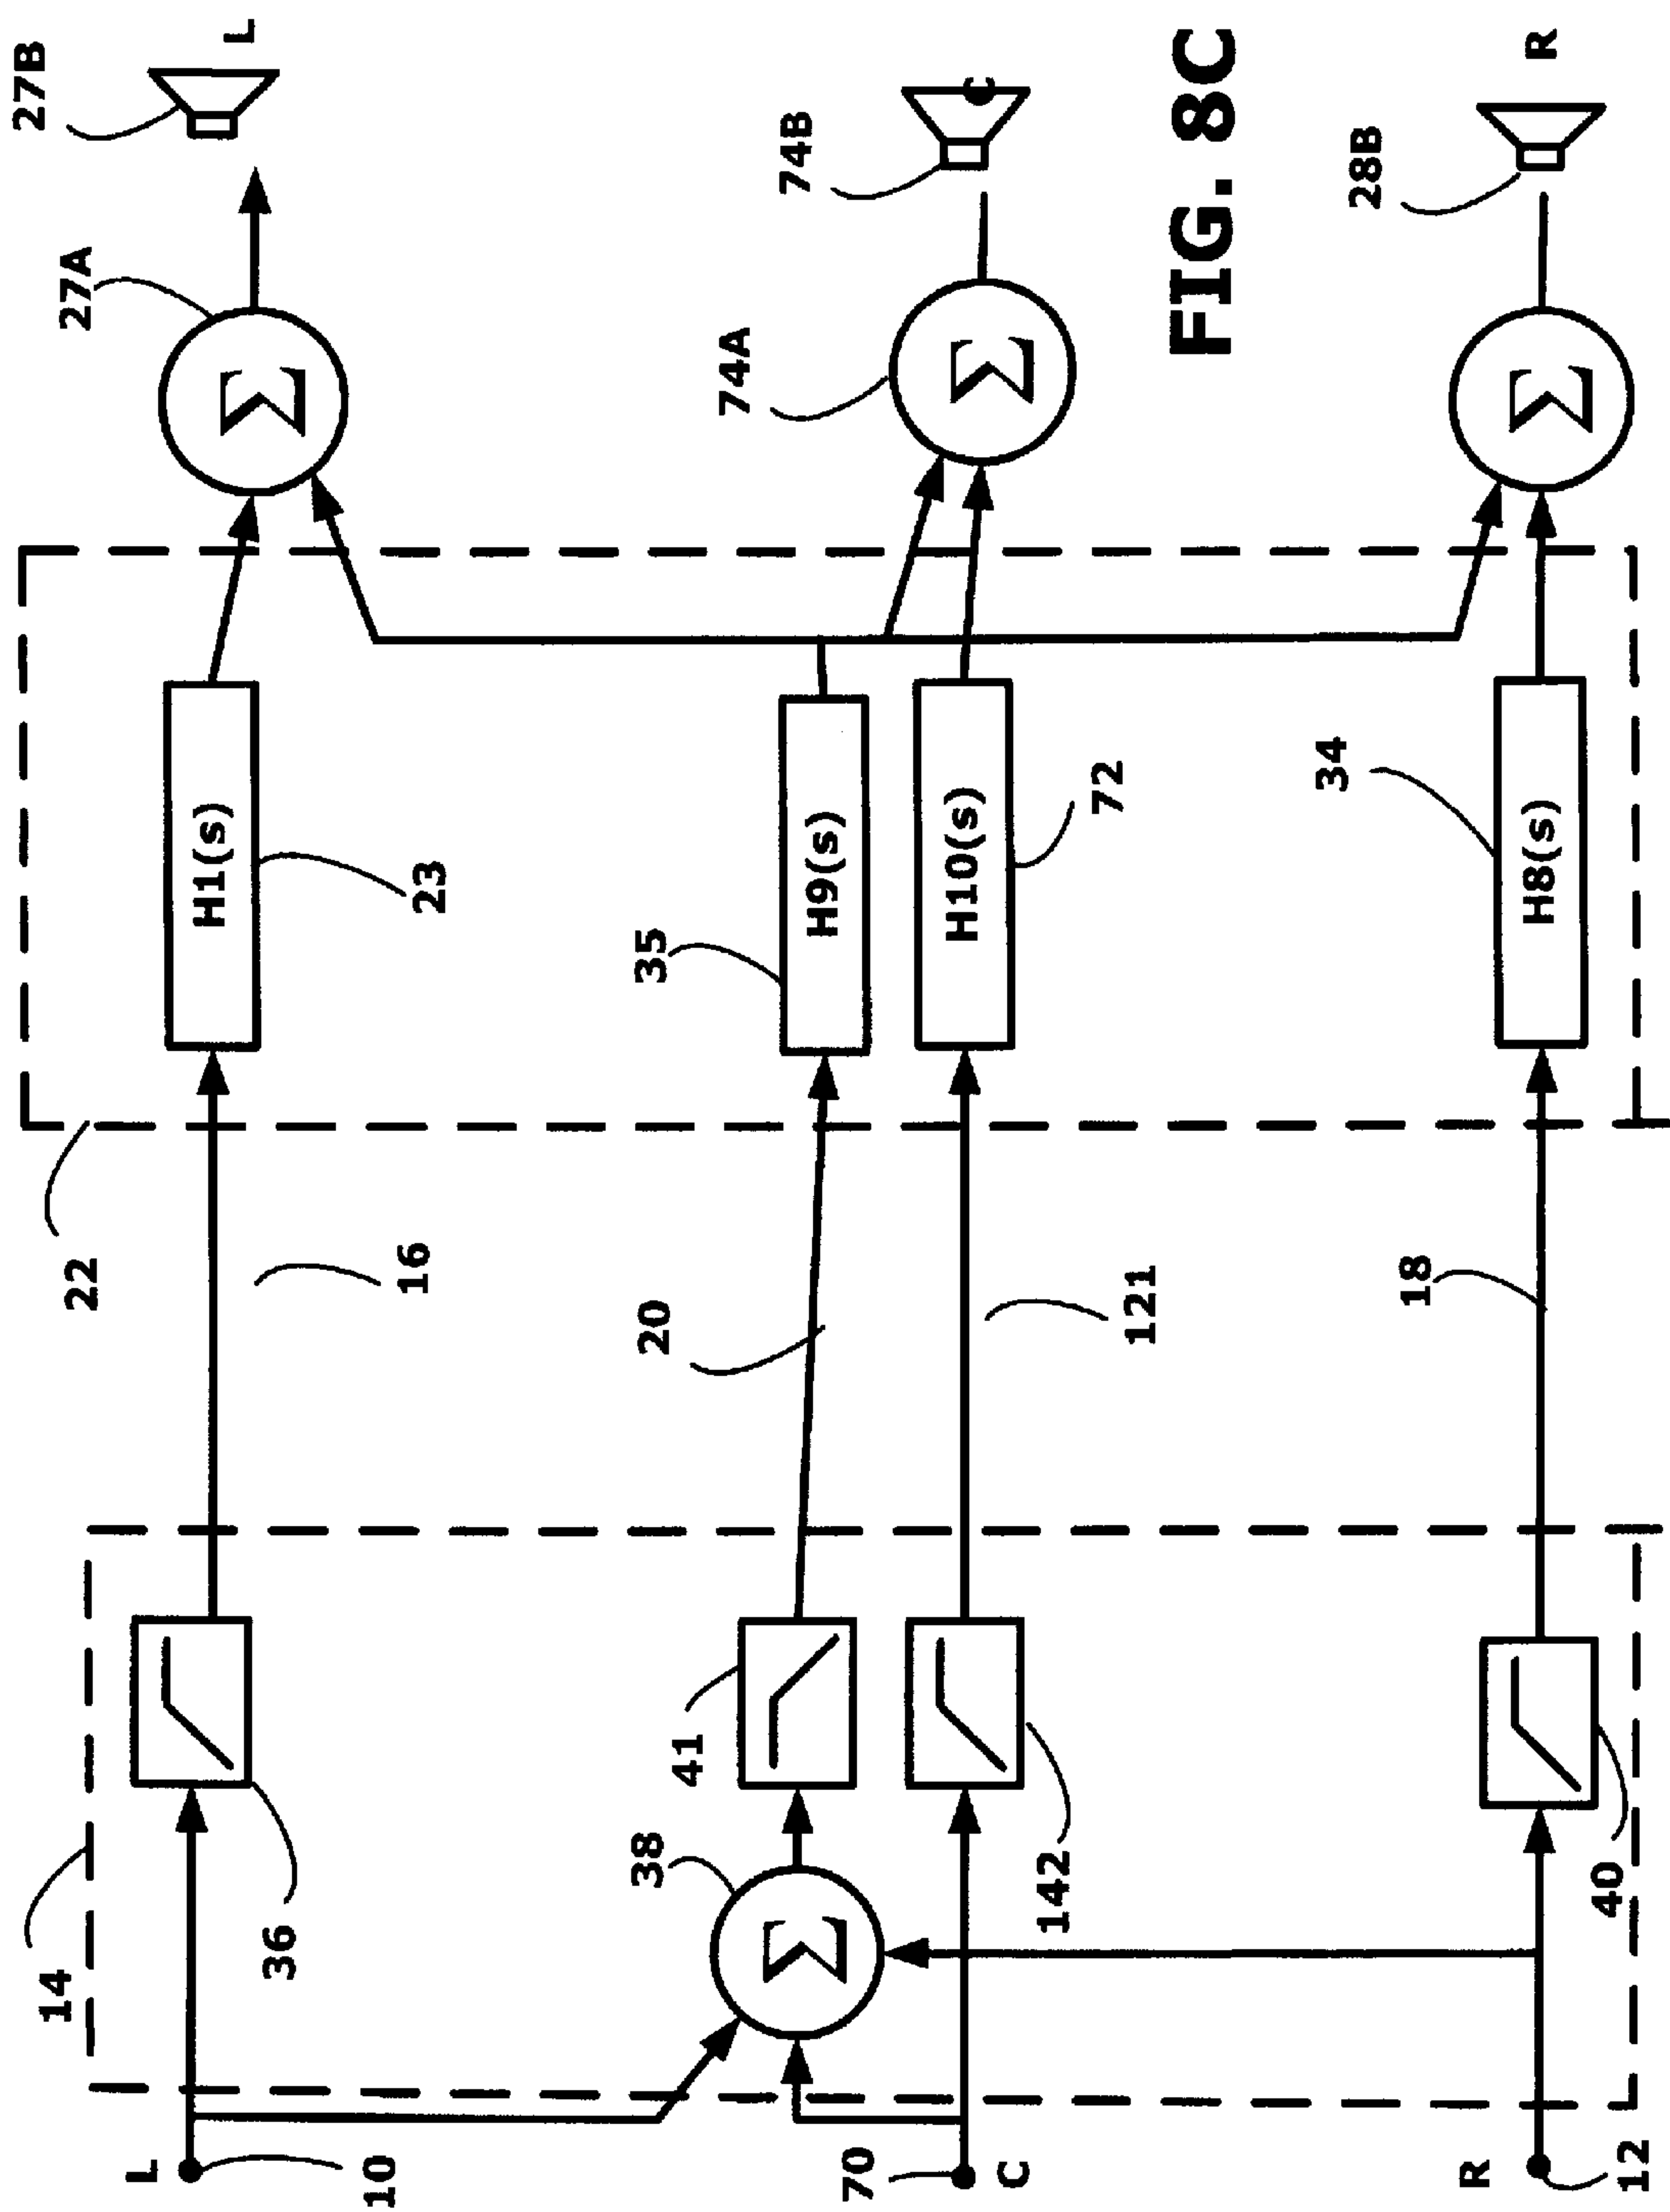 L
10
14
36
22
16
H1(s)
23
27A
27B
L
38
41
20
35
H9(s)
70
C
142
121
H10(s)
72
74A
74B
C
R
12
40
18
34
H8(s)
28B
R
Σ
Σ
Σ
Σ
FIG. 8C